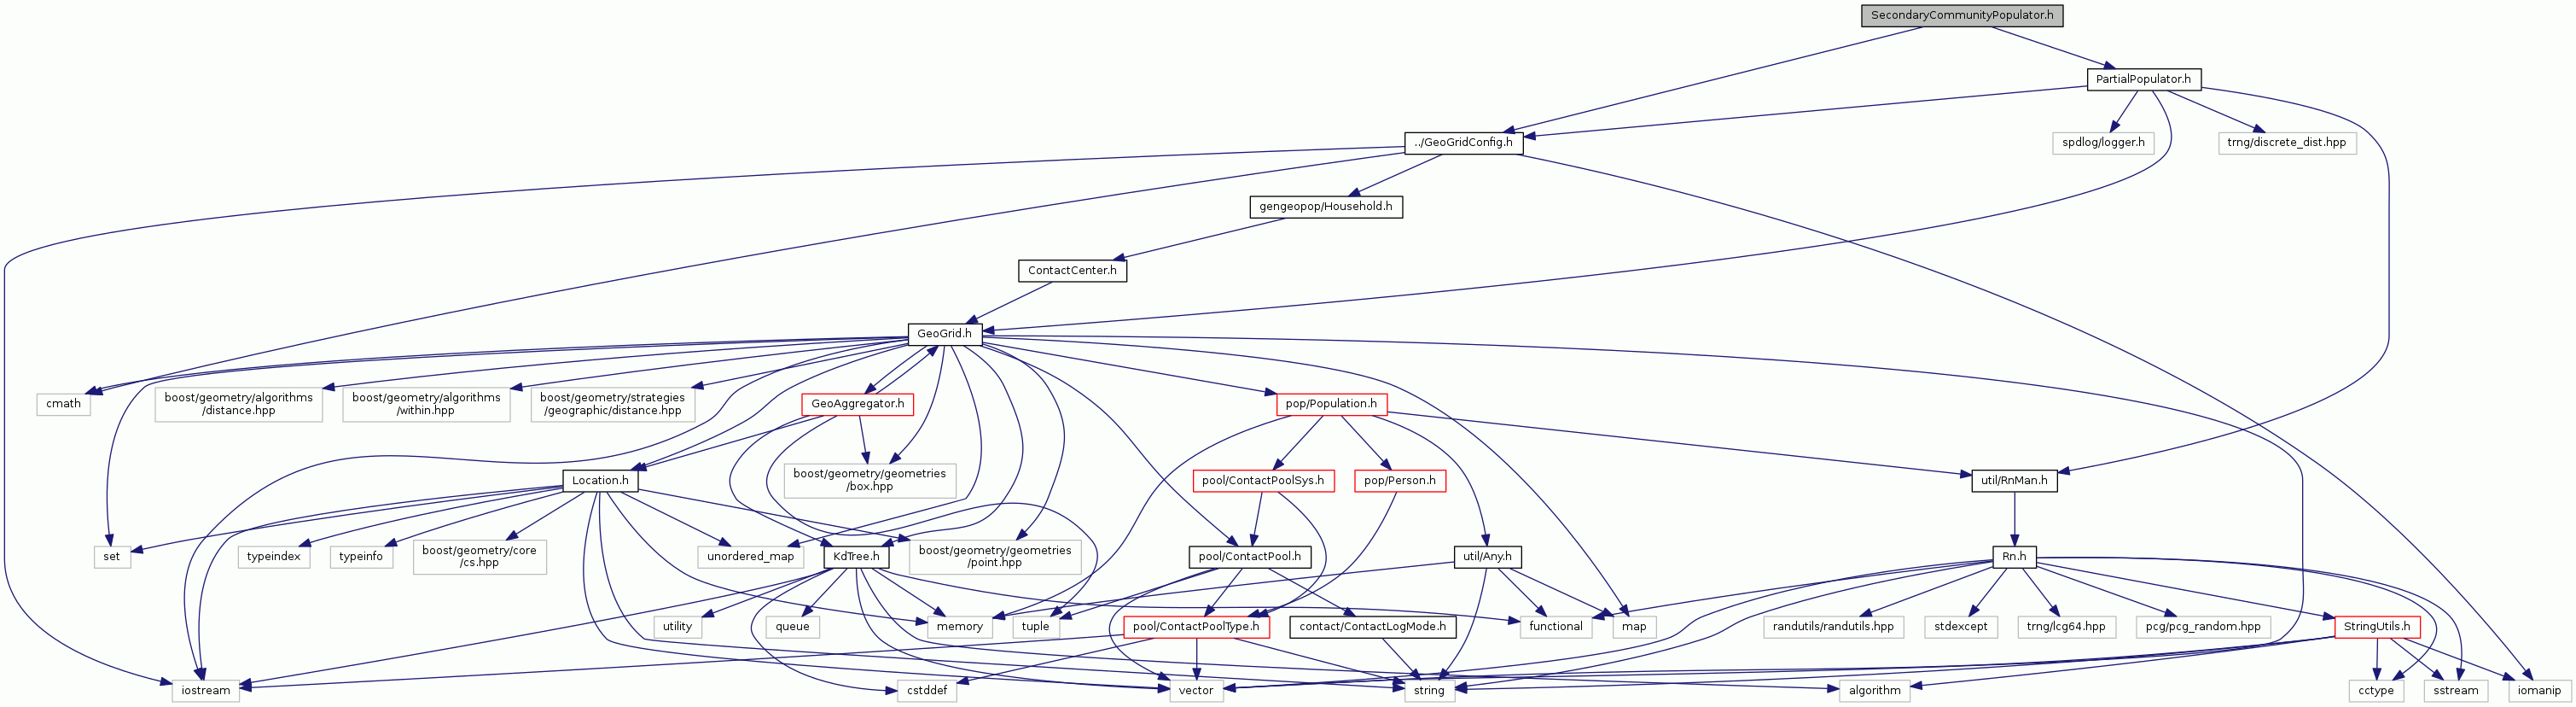 SecondaryCommunityPopulator.h
PartialPopulator.h
../GeoGridConfig.h
spdlog/logger.h
trng/discrete_dist.hpp
gengeopop/Household.h
ContactCenter.h
GeoGrid.h
cmath
boost/geometry/algorithms
/distance.hpp
boost/geometry/algorithms
/within.hpp
boost/geometry/strategies
/geographic/distance.hpp
GeoAggregator.h
pop/Population.h
Location.h
boost/geometry/geometries
/box.hpp
pool/ContactPoolSys.h
pop/Person.h
util/RnMan.h
set
typeindex
typeinfo
boost/geometry/core
/cs.hpp
unordered_map
KdTree.h
boost/geometry/geometries
/point.hpp
pool/ContactPool.h
util/Any.h
Rn.h
utility
queue
memory
tuple
pool/ContactPoolType.h
contact/ContactLogMode.h
functional
map
randutils/randutils.hpp
stdexcept
trng/lcg64.hpp
pcg/pcg_random.hpp
StringUtils.h
iostream
cstddef
vector
string
algorithm
cctype
sstream
iomanip